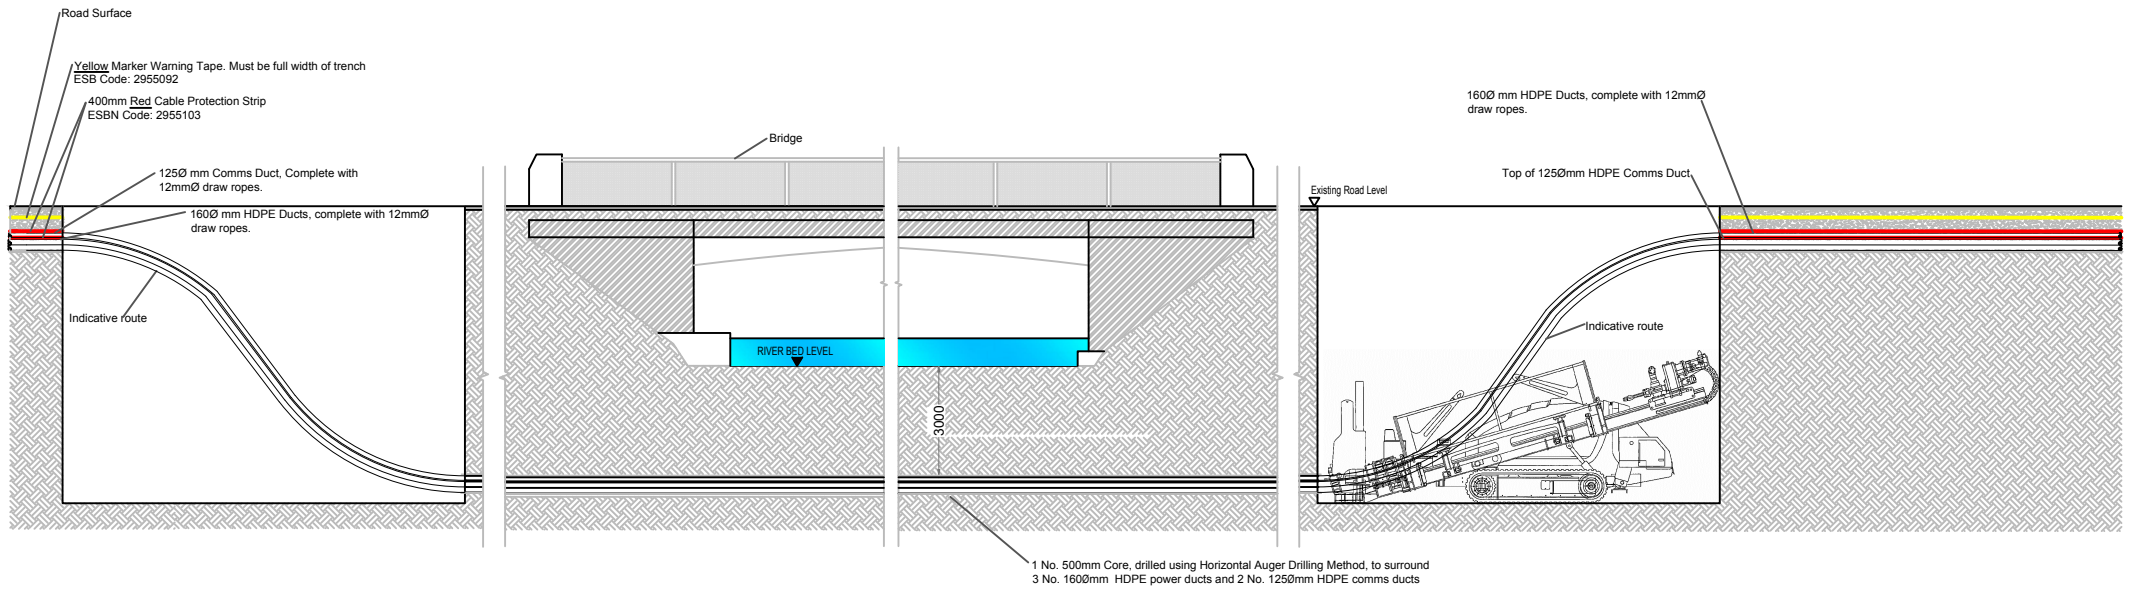 Road Surface
Yellow Marker Warning Tape. Must be full width of trench
ESB Code: 2955092
400mm Red Cable Protection Strip
ESBN Code: 2955103
160Ø mm HDPE Ducts, complete with 12mmØ
draw ropes.
Bridge
125Ø mm Comms Duct, Complete with
12mmØ draw ropes.
Top of 125Ømm HDPE Comms Duct
Existing Road Level
160Ø mm HDPE Ducts, complete with 12mmØ
draw ropes.
Indicative route
Indicative route
RIVER BED LEVEL
3000
1 No. 500mm Core, drilled using Horizontal Auger Drilling Method, to surround
3 No. 160Ømm HDPE power ducts and 2 No. 125Ømm HDPE comms ducts